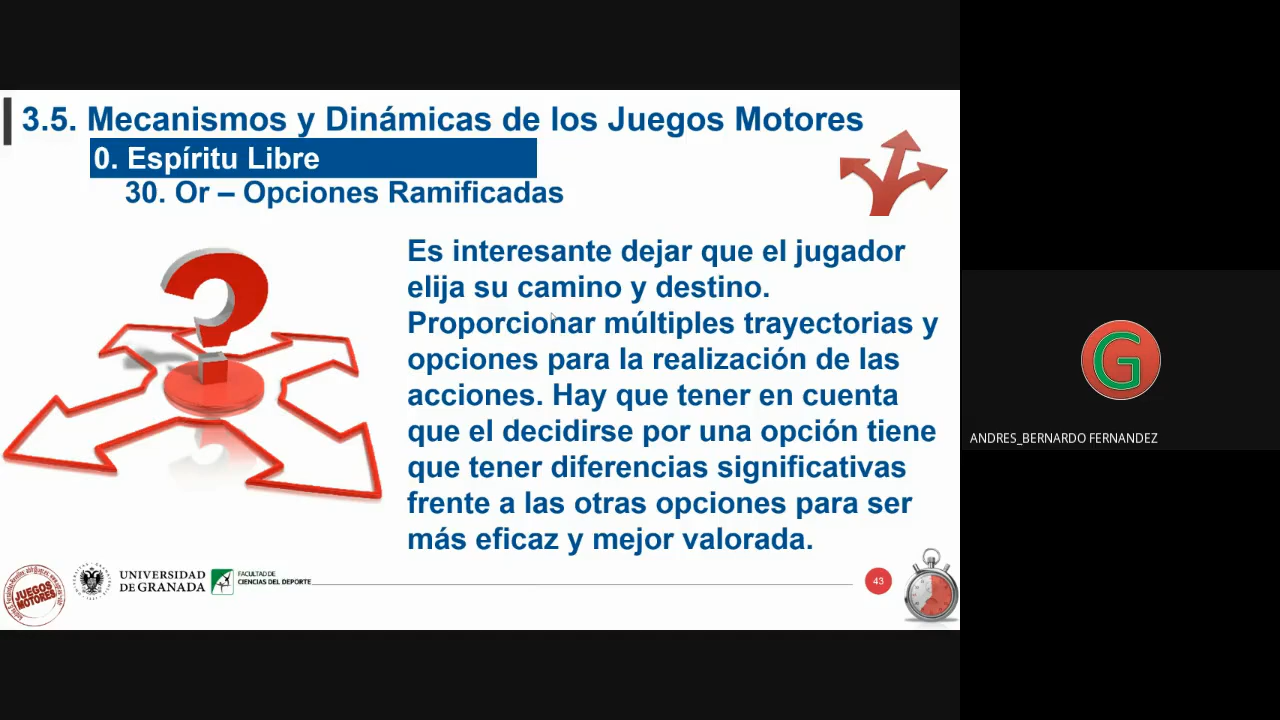 3.5. Mecanismos y Dinámicas de los Juegos Motores
0. Espíritu Libre
30. Or – Opciones Ramificadas
Es interesante dejar que el jugador
elija su camino y destino.
Proporcionar múltiples trayectorias y
opciones para la realización de las
acciones. Hay que tener en cuenta
que el decidirse por una opción tiene
que tener diferencias significativas
frente a las otras opciones para ser
más eficaz y mejor valorada.
JUEGOS
MOTORES
UNIVERSIDAD
DE GRANADA
FACULTAD DE
CIENCIAS DEL DEPORTE
43
G
ANDRES_BERNARDO FERNANDEZ